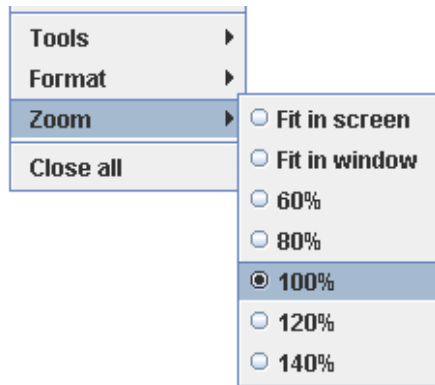 Tools
Format
Zoom
Close all
Fit in screen
Fit in window
60%
80%
100%
120%
140%